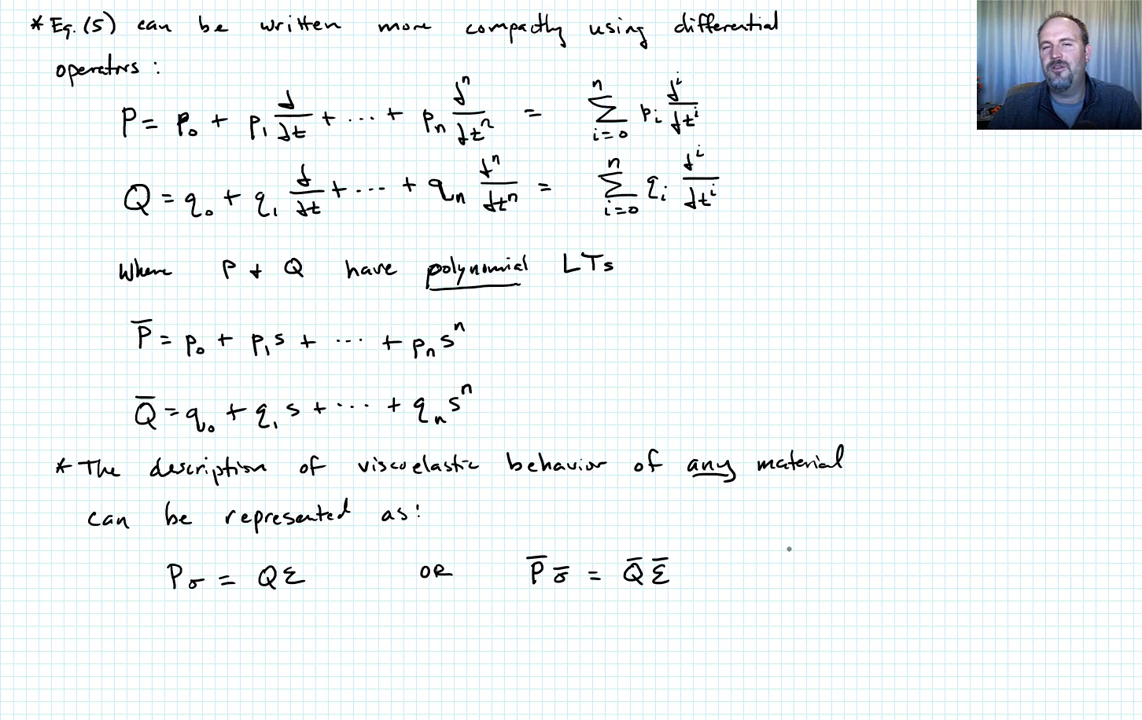 * Eq. (5) can be written more compactly using differential
operators :
P = p₀ + p₁ d/dt + ... + pₙ dⁿ/dtⁿ = ∑ᵢ₌₀ⁿ pᵢ dⁱ/dtⁱ
Q = q₀ + q₁ d/dt + ... + qₙ dⁿ/dtⁿ = ∑ᵢ₌₀ⁿ qᵢ dⁱ/dtⁱ
Where P + Q have polynomial LTs
P̅ = p₀ + p₁s + ... + pₙsⁿ
Q̅ = q₀ + q₁s + ... + qₙsⁿ
* The description of viscoelastic behavior of any material
can be represented as:
Pσ = Qε OR P̅σ̅ = Q̅ε̅